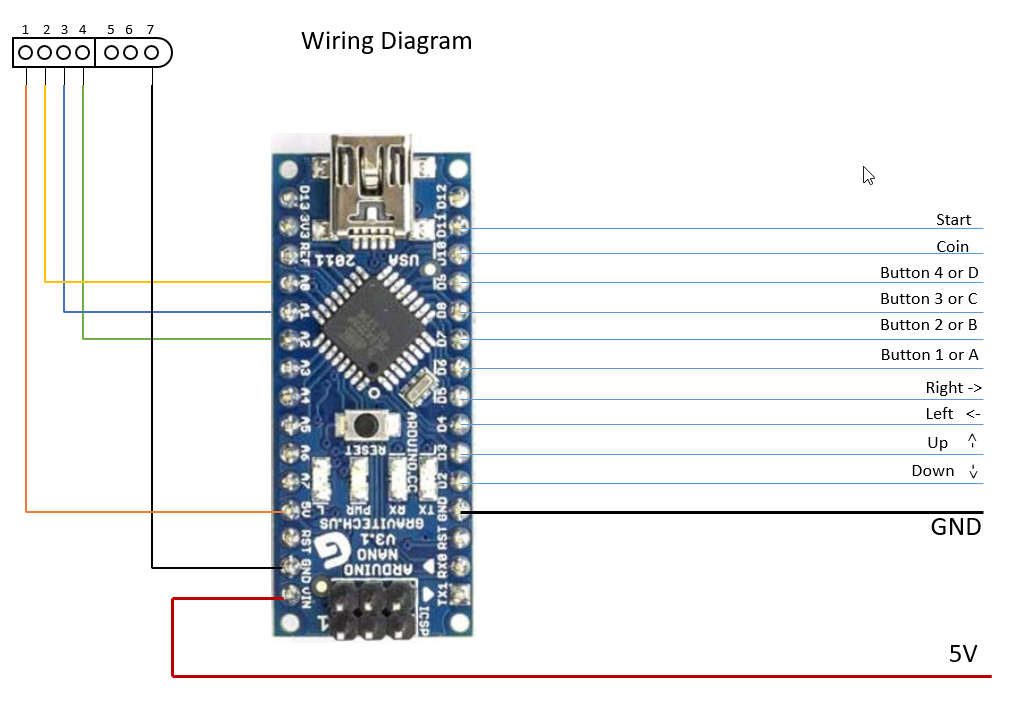 1 2 3 4 5 6 7
Wiring Diagram
D13
3V3
REF
A0
A1
A2
A3
A4
A5
A6
A7
5V
RST
GND
VIN
D12
D11
D10
D9
D8
D7
D6
D5
D4
D3
D2
GND
RST
RX0
TX1
USA
2011
RESET
ARDUINO.CC
TX
RX
PWR
L
GRAVITECH.US
ARDUINO
NANO
V3.1
ICSP
1
Start
Coin
Button 4 or D
Button 3 or C
Button 2 or B
Button 1 or A
Right ->
Left <-
Up
Down
GND
5V